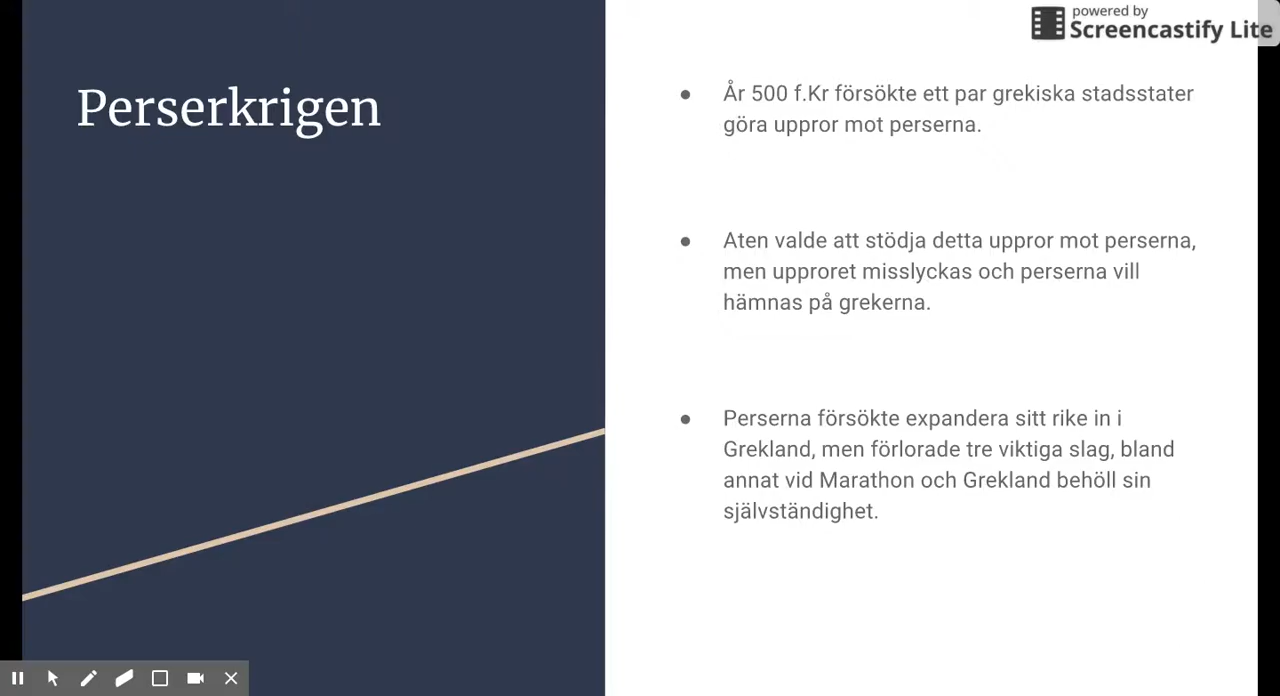 powered by
Screencastify Lite
Perserkrigen
År 500 f.Kr försökte ett par grekiska stadsstater
göra uppror mot perserna.
Aten valde att stödja detta uppror mot perserna,
men upproret misslyckas och perserna vill
hämnas på grekerna.
Perserna försökte expandera sitt rike in i
Grekland, men förlorade tre viktiga slag, bland
annat vid Marathon och Grekland behöll sin
självständighet.